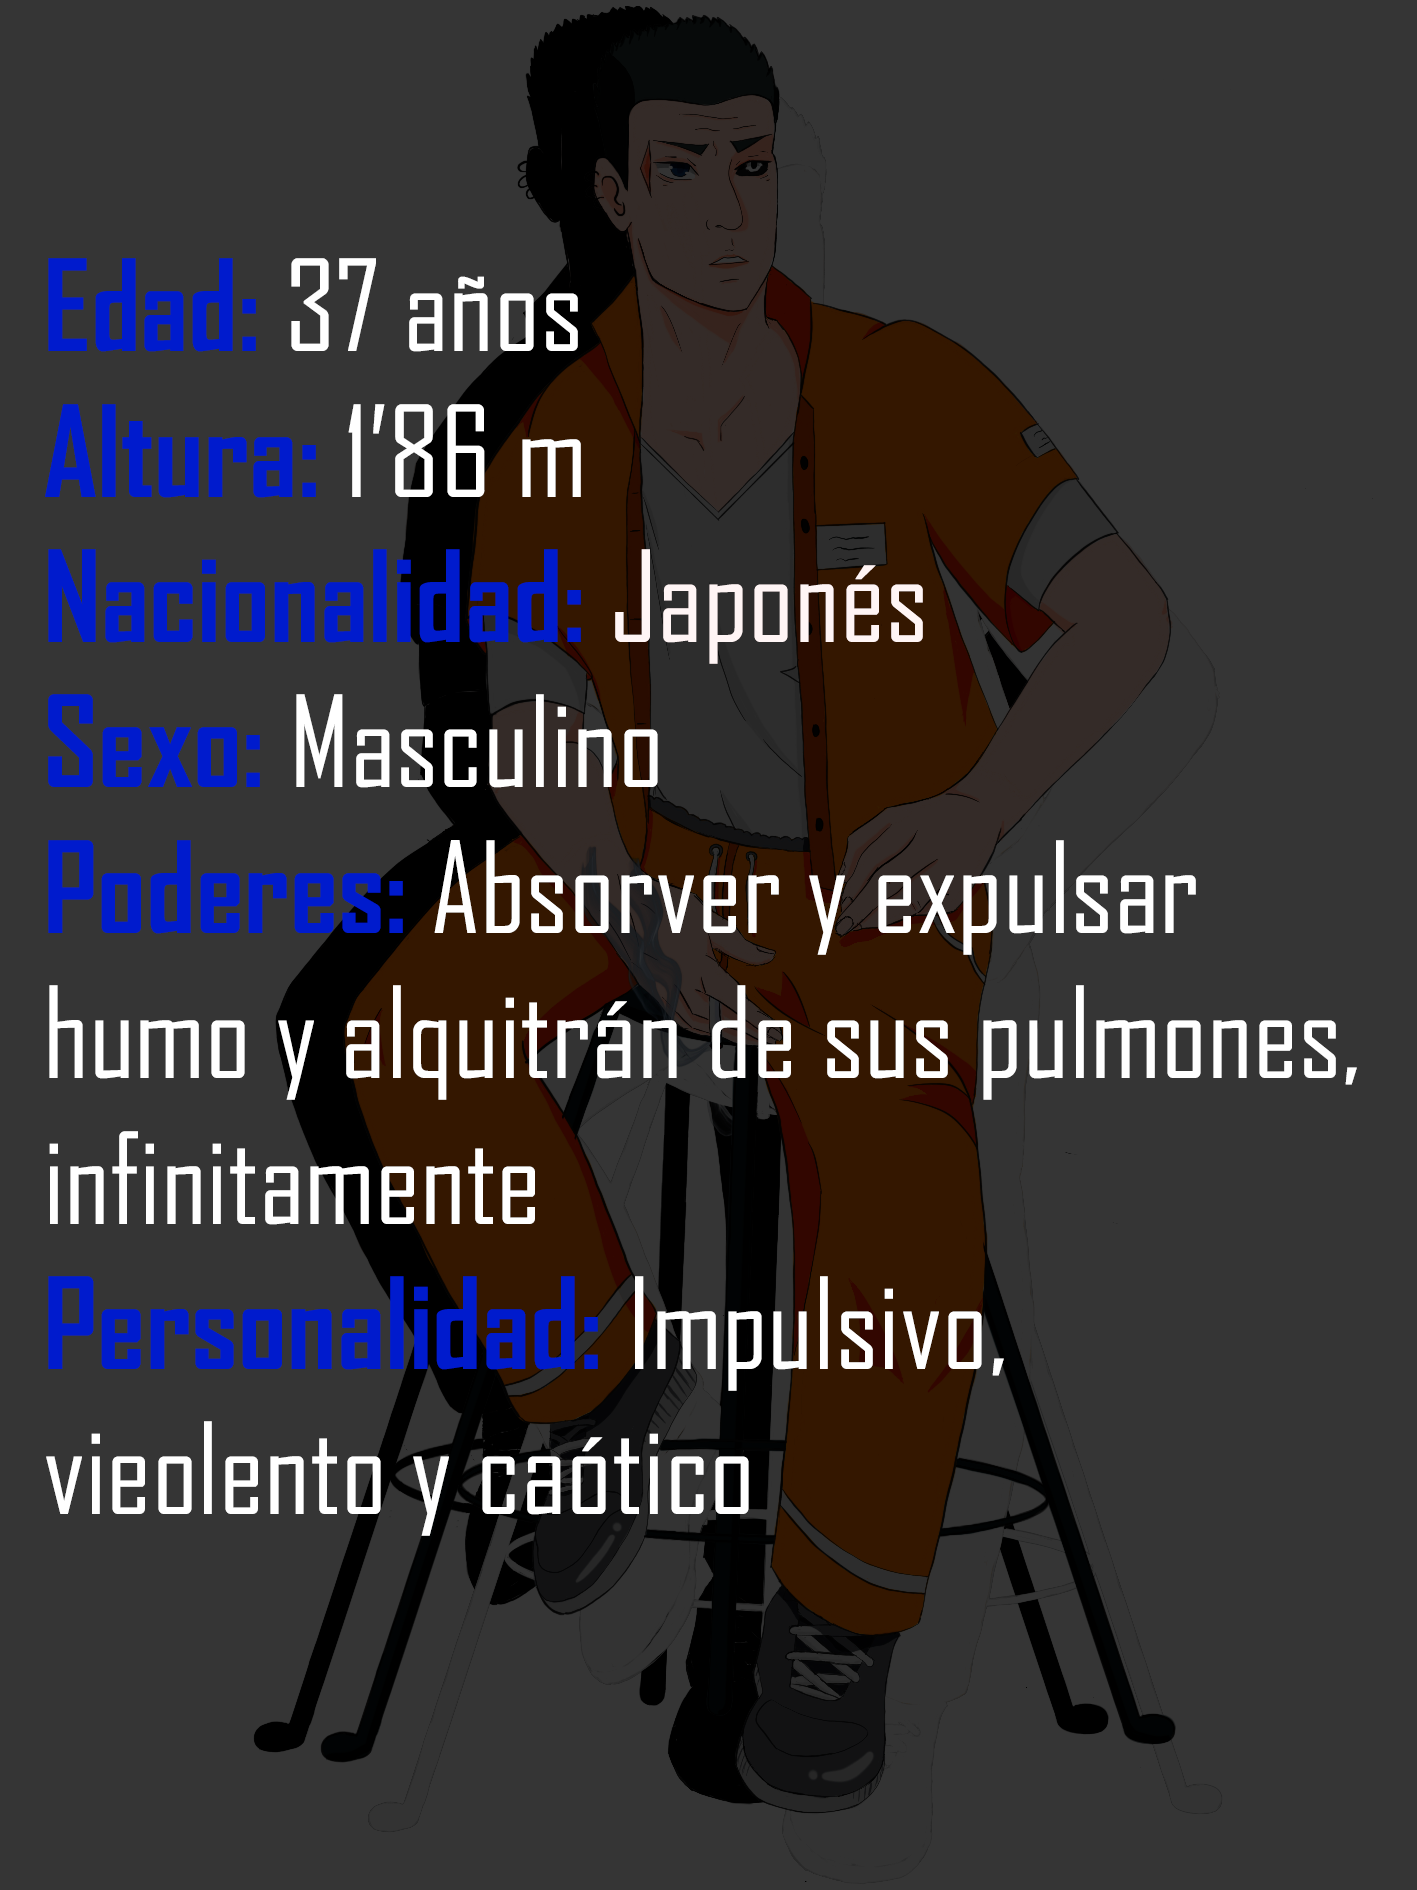 Edad: 37 años
Altura: 1'86 m
Nacionalidad: Japonés
Sexo: Masculino
Poderes: Absorver y expulsar
humo y alquitrán de sus pulmones,
infinitamente
Personalidad: Impulsivo,
vieolento y caótico